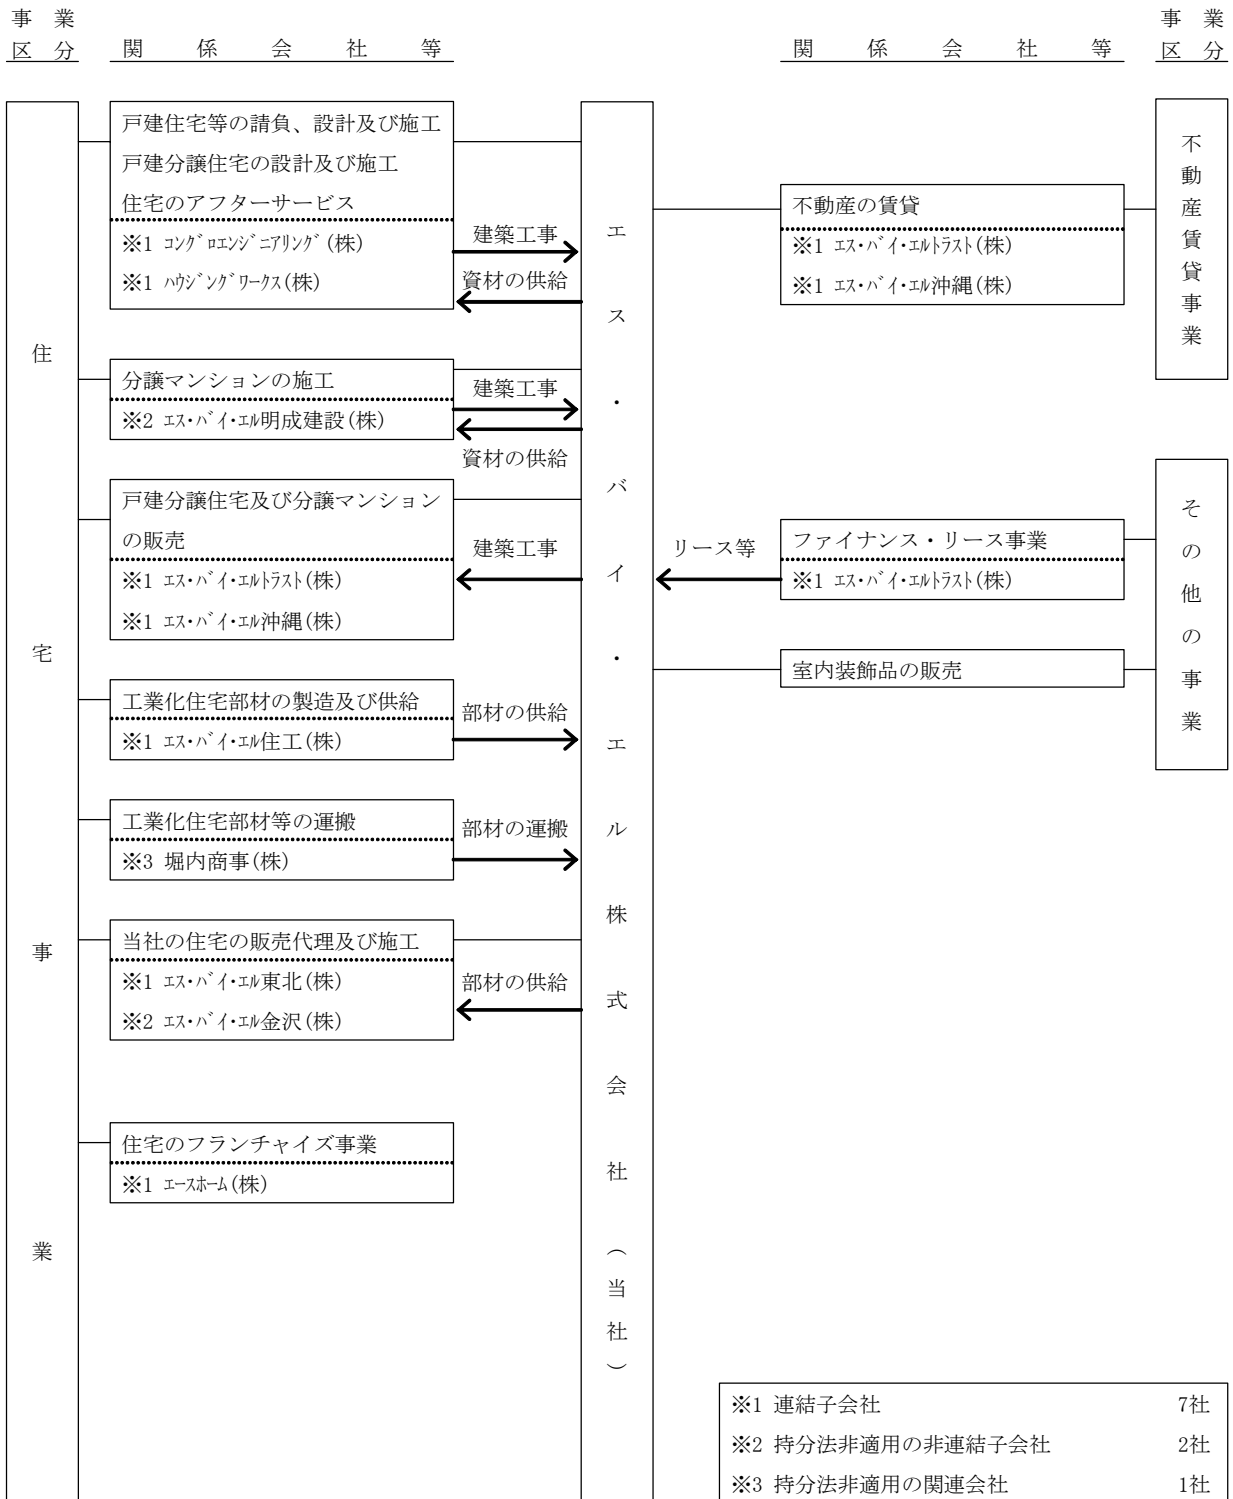 事業
区分
関係会社等
関係会社等
事業
区分
住宅事業
戸建住宅等の請負、設計及び施工
戸建分譲住宅の設計及び施工
住宅のアフターサービス
※1 コングロエンジニアリング(株)
※1 ハウジングワークス(株)
建築工事
資材の供給
分譲マンションの施工
※2 エス・バイ・エル明成建設(株)
建築工事
資材の供給
戸建分譲住宅及び分譲マンション
の販売
※1 エス・バイ・エルトラスト(株)
※1 エス・バイ・エル沖縄(株)
建築工事
工業化住宅部材の製造及び供給
※1 エス・バイ・エル住工(株)
部材の供給
工業化住宅部材等の運搬
※3 堀内商事(株)
部材の運搬
当社の住宅の販売代理及び施工
※1 エス・バイ・エル東北(株)
※2 エス・バイ・エル金沢(株)
部材の供給
住宅のフランチャイズ事業
※1 エースホーム(株)
エス・バイ・エル株式会社(当社)
不動産の賃貸
※1 エス・バイ・エルトラスト(株)
※1 エス・バイ・エル沖縄(株)
不動産賃貸事業
リース等
ファイナンス・リース事業
※1 エス・バイ・エルトラスト(株)
室内装飾品の販売
その他の事業
※1 連結子会社 7社
※2 持分法非適用の非連結子会社 2社
※3 持分法非適用の関連会社 1社